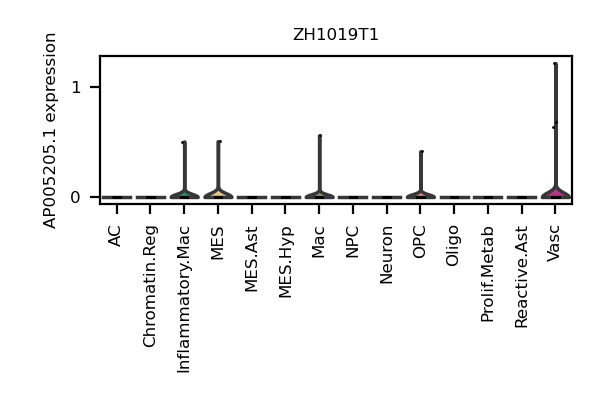 ZH1019T1
AP005205.1 expression
1
0
AC
Chromatin.Reg
Inflammatory.Mac
MES
MES.Ast
MES.Hyp
Mac
NPC
Neuron
OPC
Oligo
Prolif.Metab
Reactive.Ast
Vasc